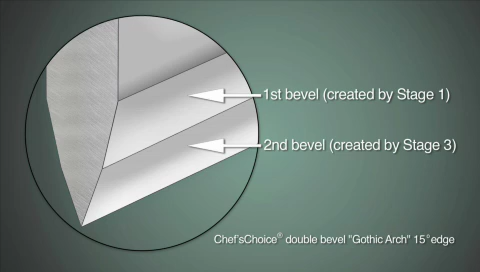 1st bevel (created by Stage 1)
2nd bevel (created by Stage 3)
Chef'sChoice® double bevel "Gothic Arch" 15° edge